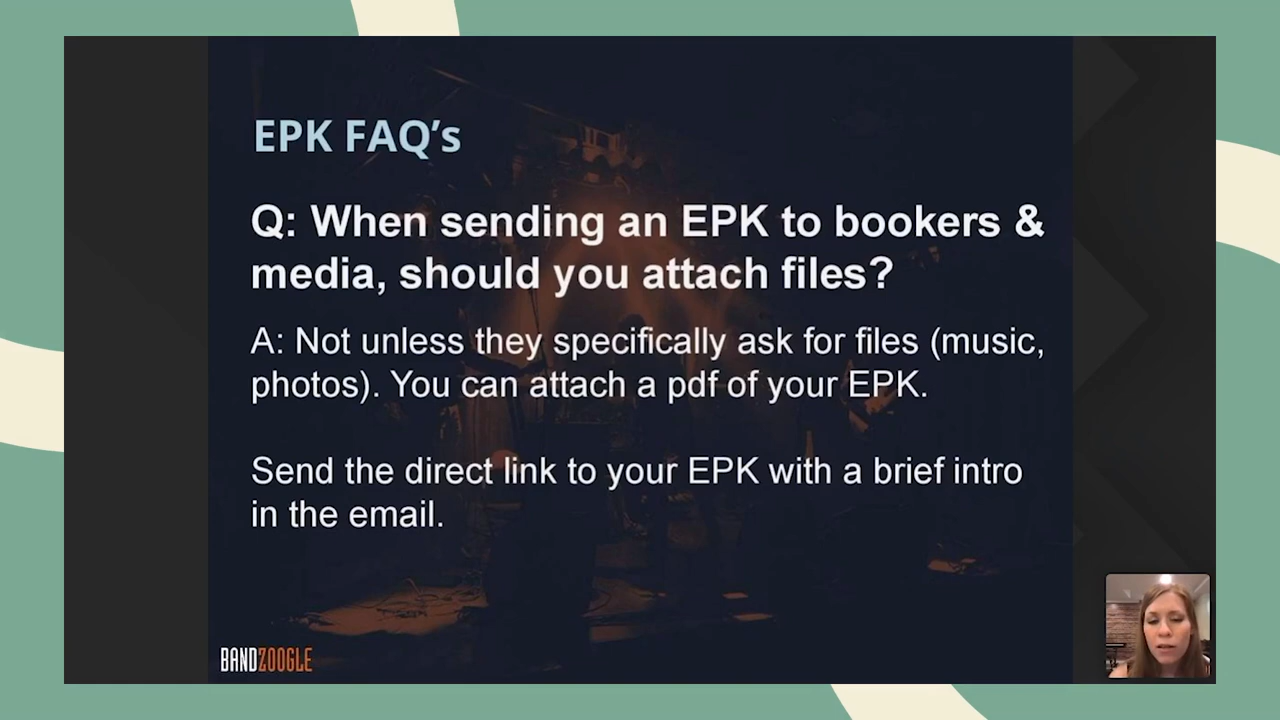 EPK FAQ’s
Q: When sending an EPK to bookers &
media, should you attach files?
A: Not unless they specifically ask for files (music,
photos). You can attach a pdf of your EPK.
Send the direct link to your EPK with a brief intro
in the email.
BANDZOOGLE